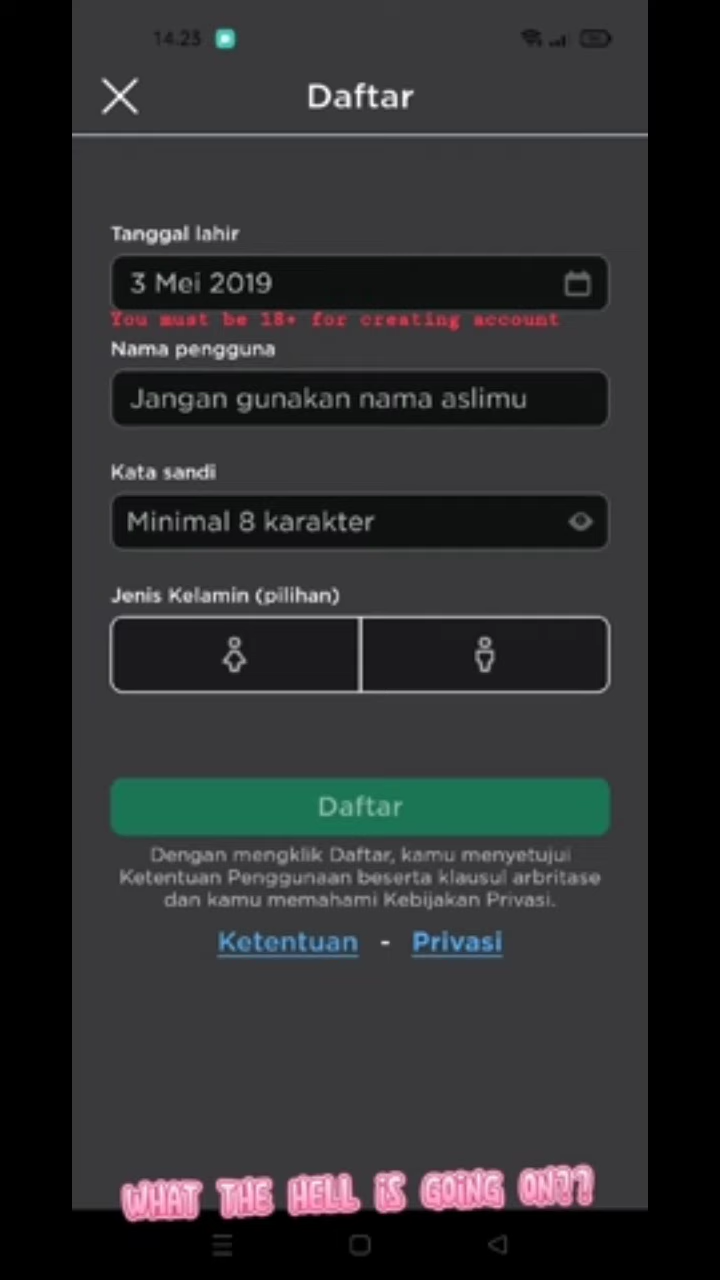 14.23
Daftar
Tanggal lahir
3 Mei 2019
You must be 18+ for creating account
Nama pengguna
Jangan gunakan nama aslimu
Kata sandi
Minimal 8 karakter
Jenis Kelamin (pilihan)
Daftar
Dengan mengklik Daftar, kamu menyetujui
Ketentuan Penggunaan beserta klausul arbritase
dan kamu memahami Kebijakan Privasi.
Ketentuan - Privasi
WHAT THE HELL IS GOING ON??